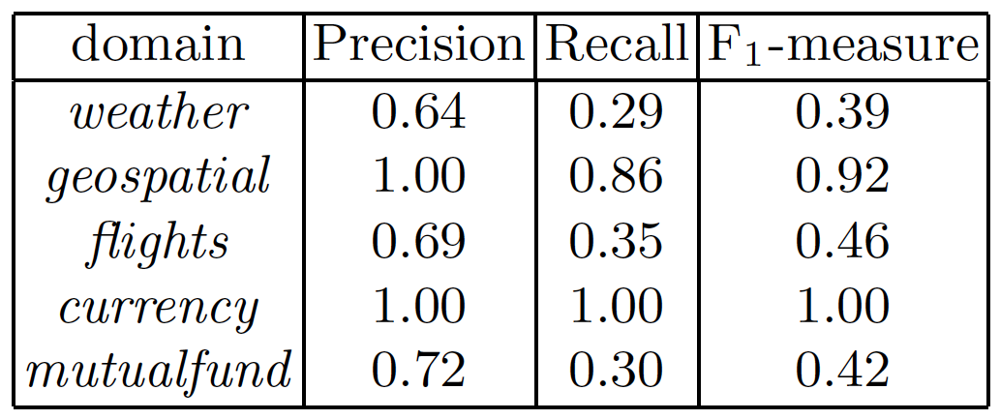 domain Precision Recall F₁-measure
weather 0.64 0.29 0.39
geospatial 1.00 0.86 0.92
flights 0.69 0.35 0.46
currency 1.00 1.00 1.00
mutualfund 0.72 0.30 0.42